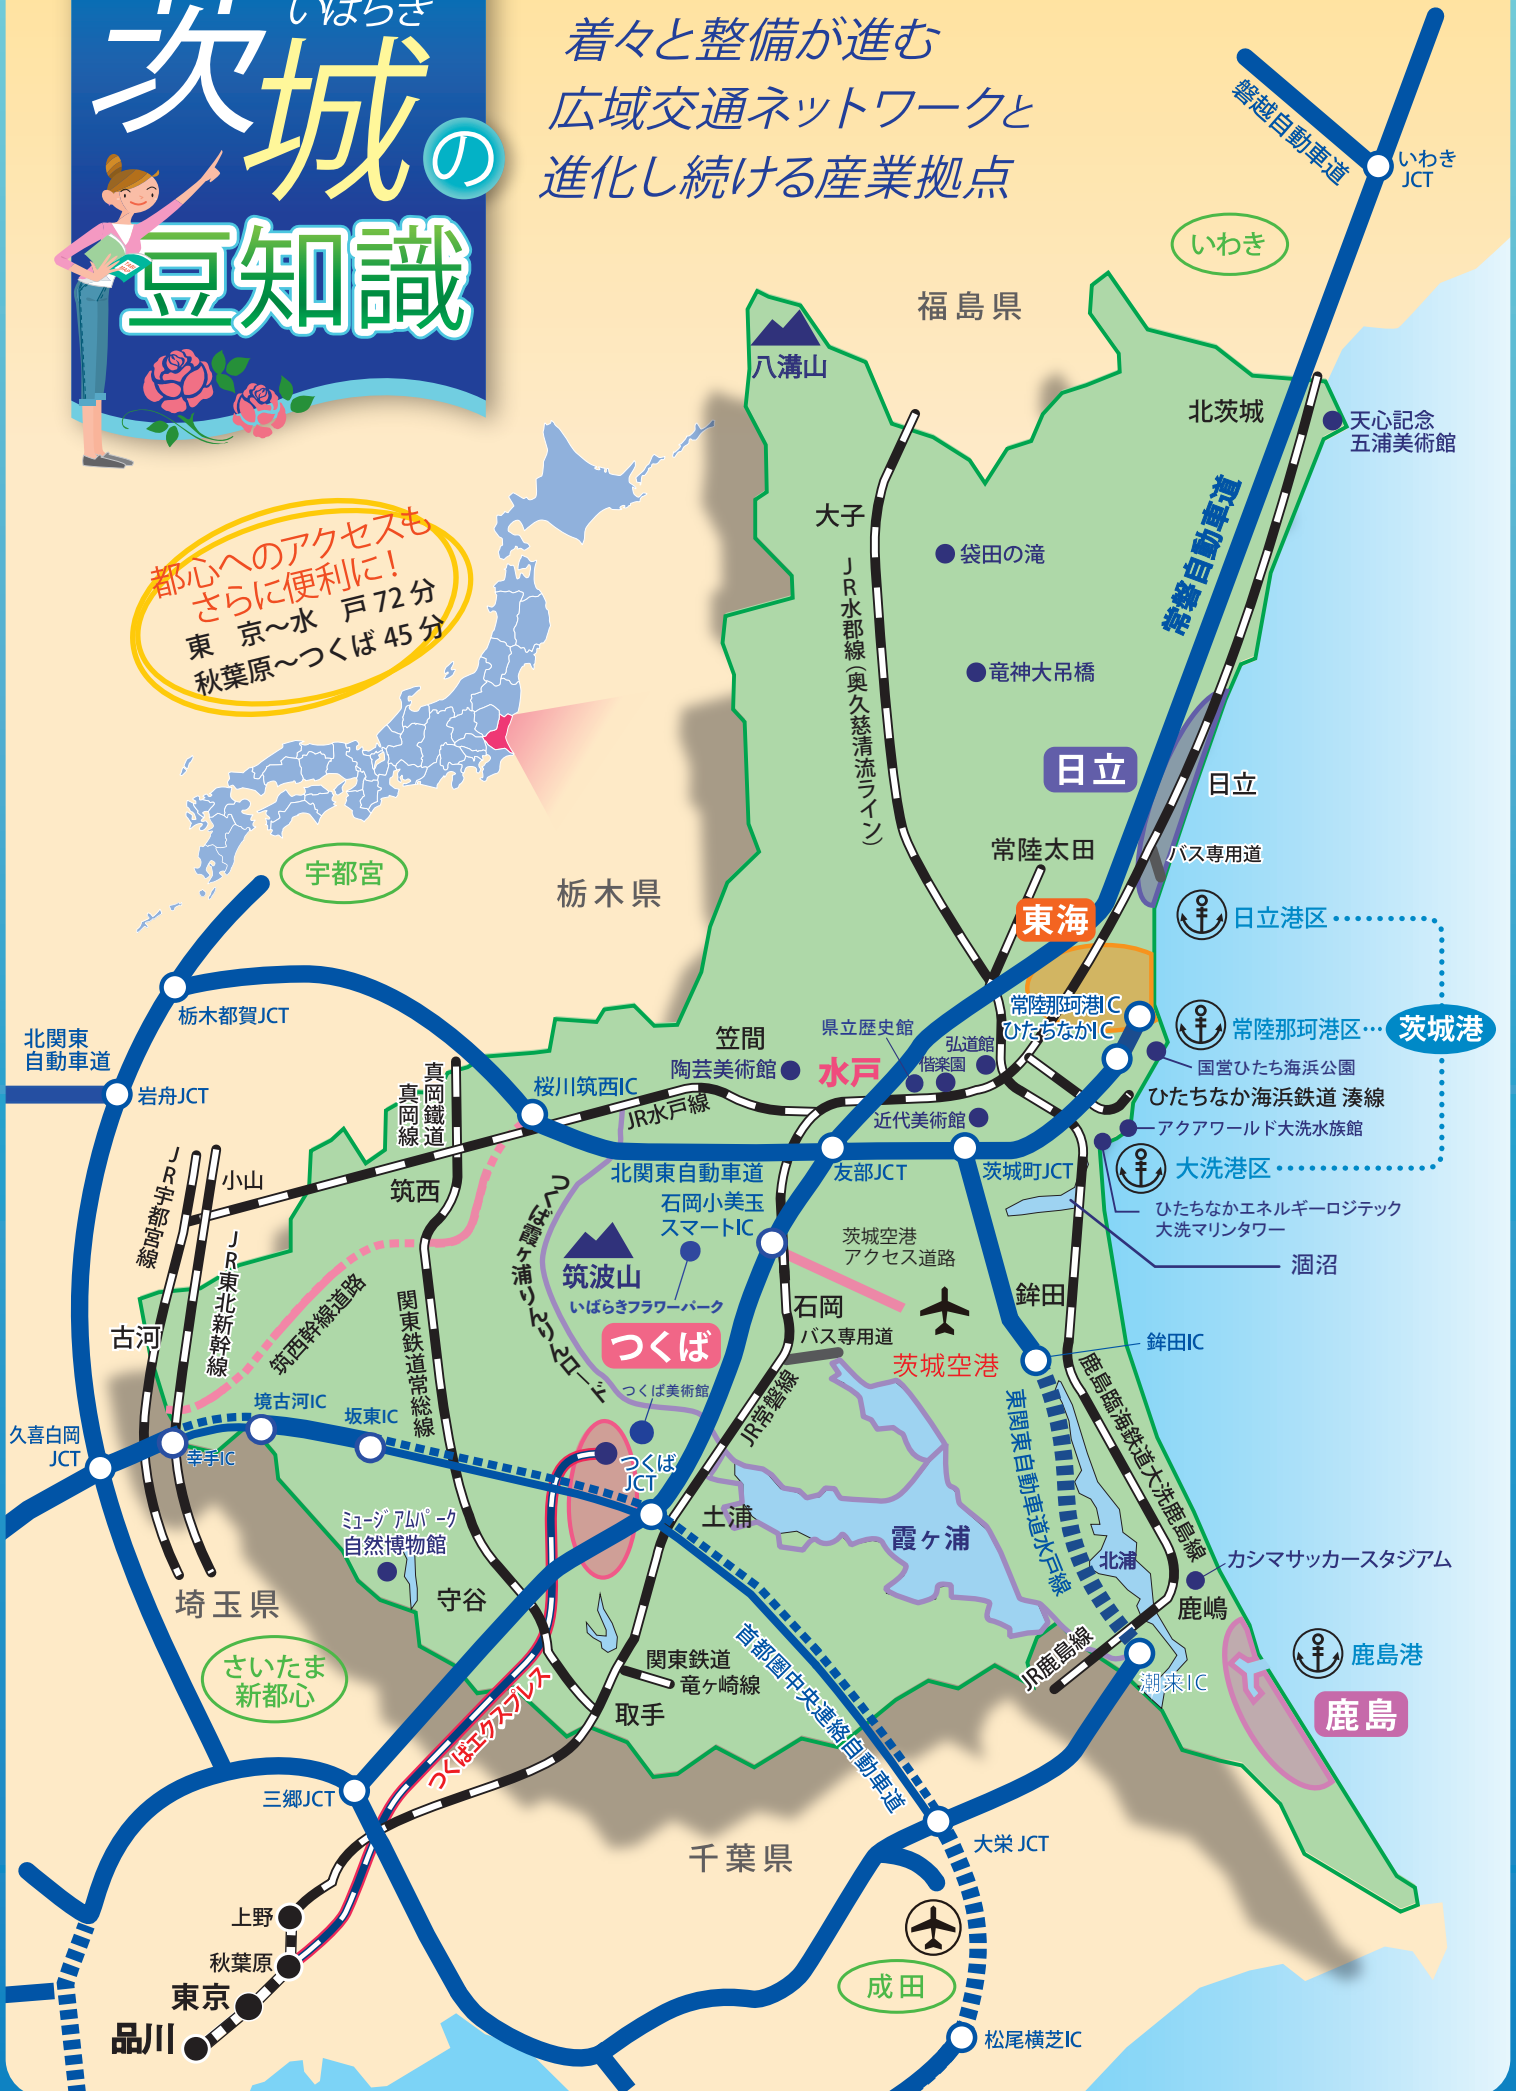 いばらき
茨城の
豆知識
着々と整備が進む
広域交通ネットワークと
進化し続ける産業拠点
磐越自動車道
いわき
JCT
いわき
福島県
八溝山
北茨城
天心記念
五浦美術館
常磐自動車道
大子
袋田の滝
JR水郡線(奥久慈清流ライン)
竜神大吊橋
都心へのアクセスも
さらに便利に!
東 京〜水 戸 72 分
秋葉原〜つくば 45 分
日立
日立
バス専用道
常陸太田
宇都宮
栃木県
東海
日立港区
栃木都賀JCT
北関東
自動車道
岩舟JCT
常陸那珂港IC
ひたちなかIC
常陸那珂港区
茨城港
笠間
陶芸美術館
水戸
県立歴史館
偕楽園
弘道館
近代美術館
国営ひたち海浜公園
ひたちなか海浜鉄道 湊線
アクアワールド大洗水族館
大洗港区
ひたちなかエネルギーロジテック
大洗マリンタワー
涸沼
真岡鐵道
真岡線
桜川筑西IC
JR水戸線
北関東自動車道
友部JCT
茨城町JCT
JR宇都宮線
小山
JR東北新幹線
筑西
つくば霞ヶ浦りんりんロード
石岡小美玉
スマートIC
茨城空港
アクセス道路
筑波山
いばらきフラワーパーク
石岡
バス専用道
茨城空港
鉾田
鉾田IC
古河
筑西幹線道路
関東鉄道常総線
つくば
つくば美術館
JR常磐線
東関東自動車道水戸線
鹿島臨海鉄道大洗鹿島線
久喜白岡
JCT
幸手IC
境古河IC
坂東IC
つくば
JCT
土浦
霞ヶ浦
北浦
カシマサッカースタジアム
鹿嶋
ミュージアムパーク
自然博物館
守谷
埼玉県
さいたま
新都心
関東鉄道
竜ヶ崎線
取手
つくばエクスプレス
首都圏中央連絡自動車道
JR鹿島線
潮来IC
鹿島港
鹿島
三郷JCT
千葉県
大栄 JCT
上野
秋葉原
東京
品川
成田
松尾横芝IC